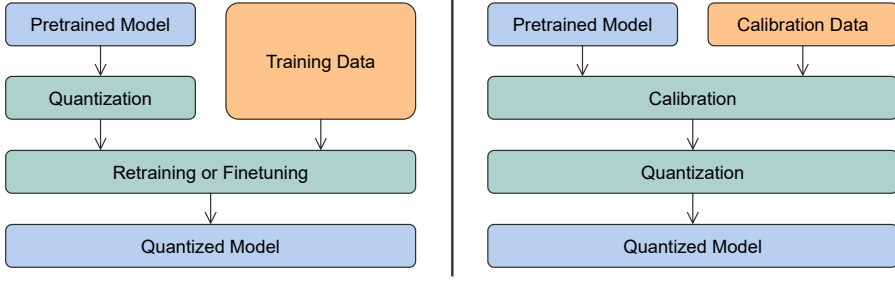 Pretrained Model
Training Data
Quantization
Retraining or Finetuning
Quantized Model
Pretrained Model
Calibration Data
Calibration
Quantization
Quantized Model